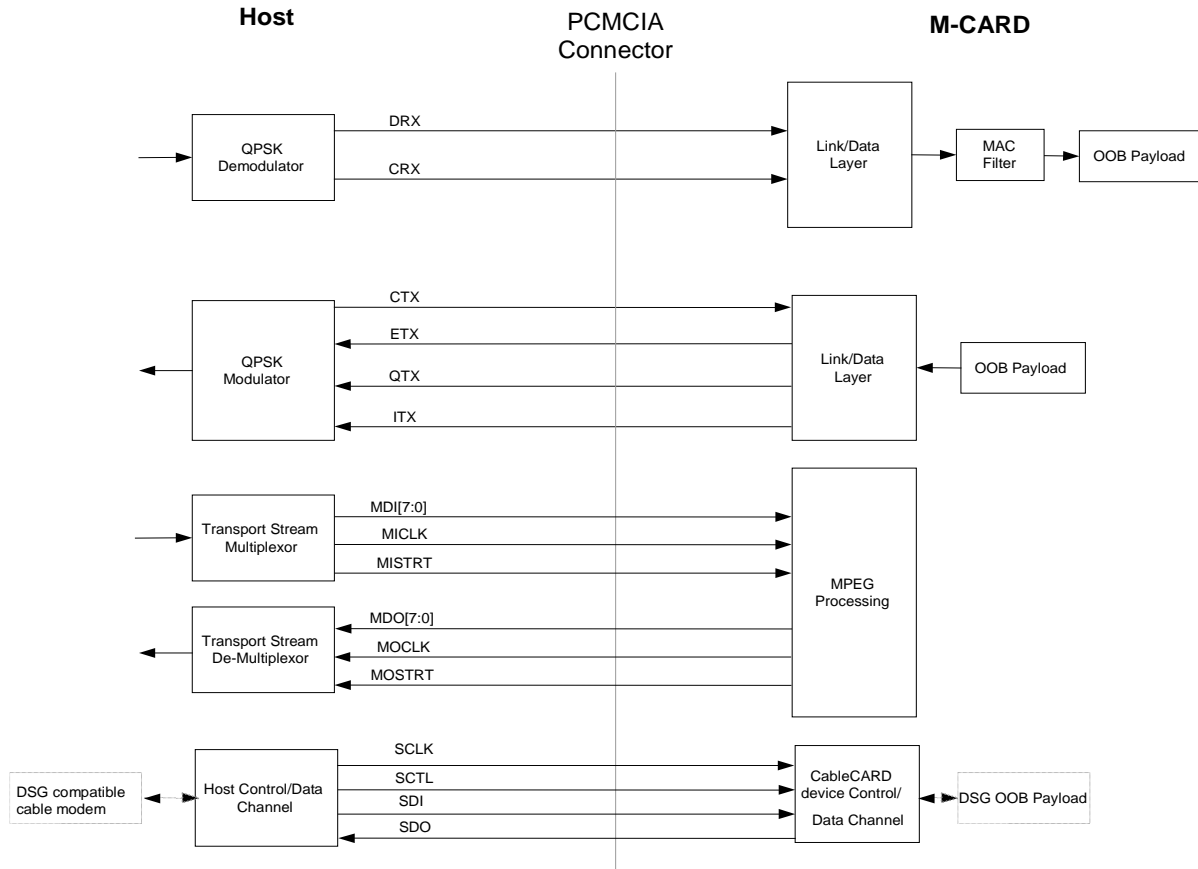 Host
PCMCIA
Connector
M-CARD
QPSK
Demodulator
DRX
CRX
Link/Data
Layer
MAC
Filter
OOB Payload
QPSK
Modulator
CTX
ETX
QTX
ITX
Link/Data
Layer
OOB Payload
Transport Stream
Multiplexor
MDI[7:0]
MICLK
MISTRT
MPEG
Processing
Transport Stream
De-Multiplexor
MDO[7:0]
MOCLK
MOSTRT
DSG compatible
cable modem
Host Control/Data
Channel
SCLK
SCTL
SDI
SDO
CableCARD
device Control/
Data Channel
DSG OOB Payload